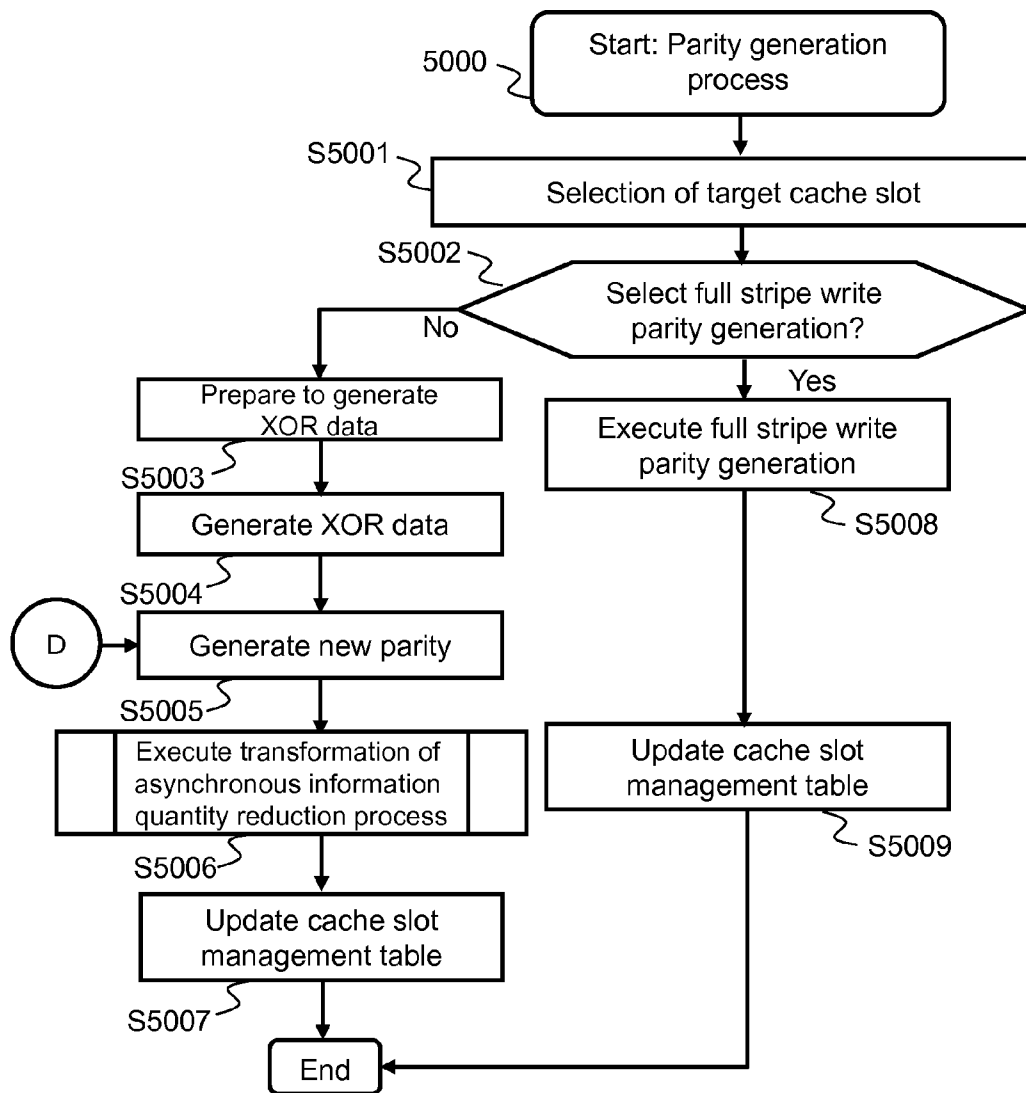 Start: Parity generation
process
5000
S5001
Selection of target cache slot
S5002
Select full stripe write
parity generation?
No
Yes
Prepare to generate
XOR data
S5003
Execute full stripe write
parity generation
S5008
Generate XOR data
S5004
D
Generate new parity
S5005
Execute transformation of
asynchronous information
quantity reduction process
S5006
Update cache slot
management table
S5009
Update cache slot
management table
S5007
End